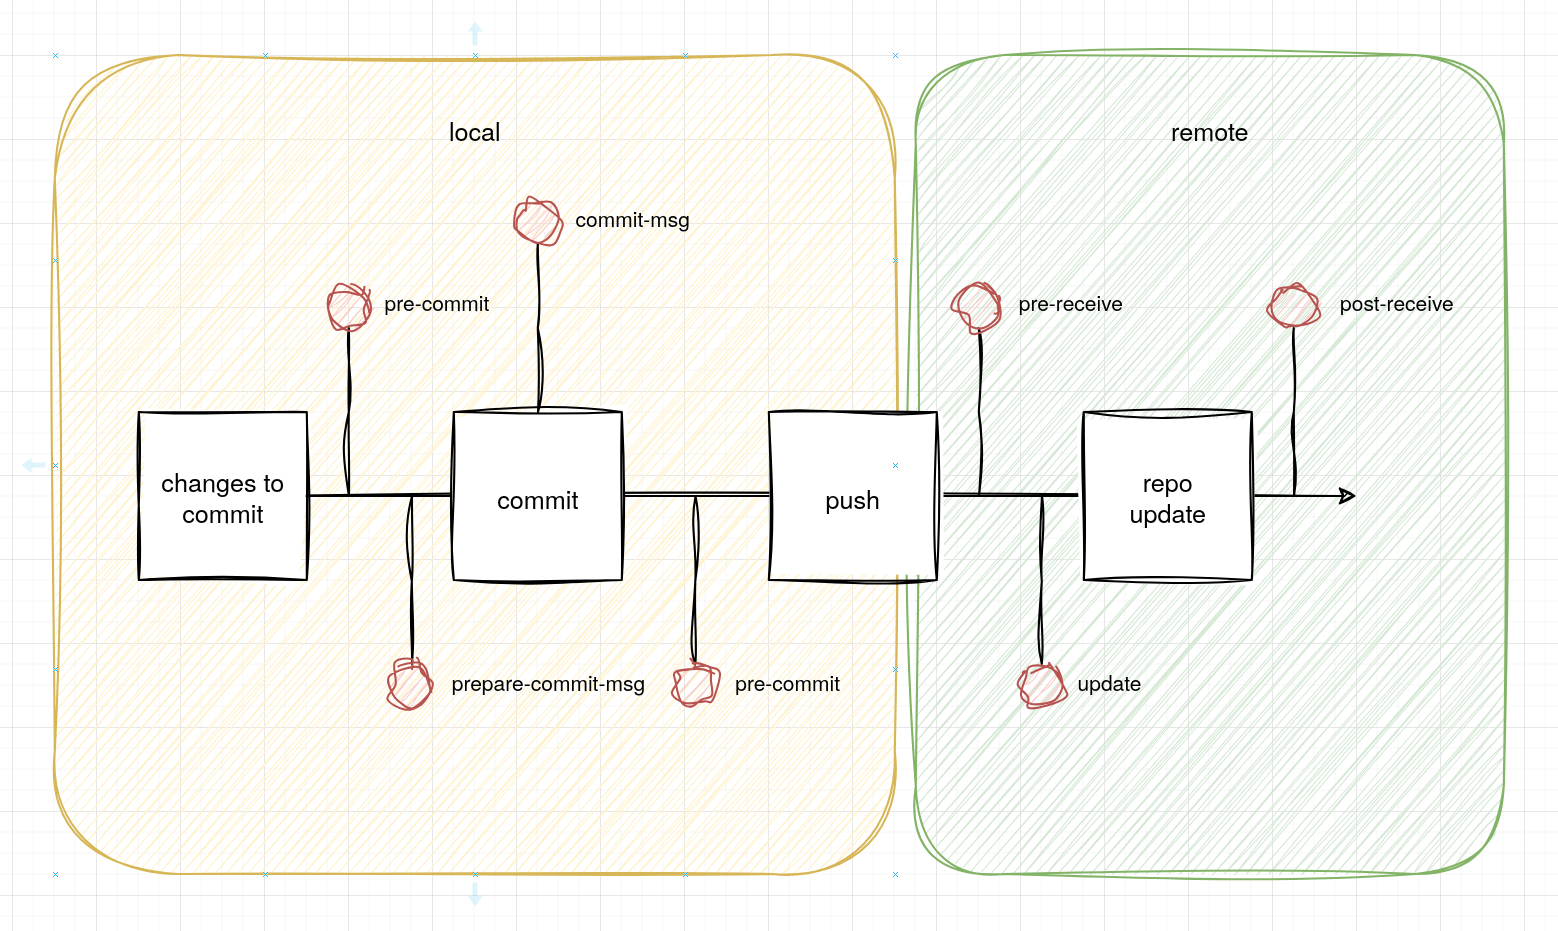 local
remote
commit-msg
pre-commit
pre-receive
post-receive
changes to
commit
commit
push
repo
update
prepare-commit-msg
pre-commit
update